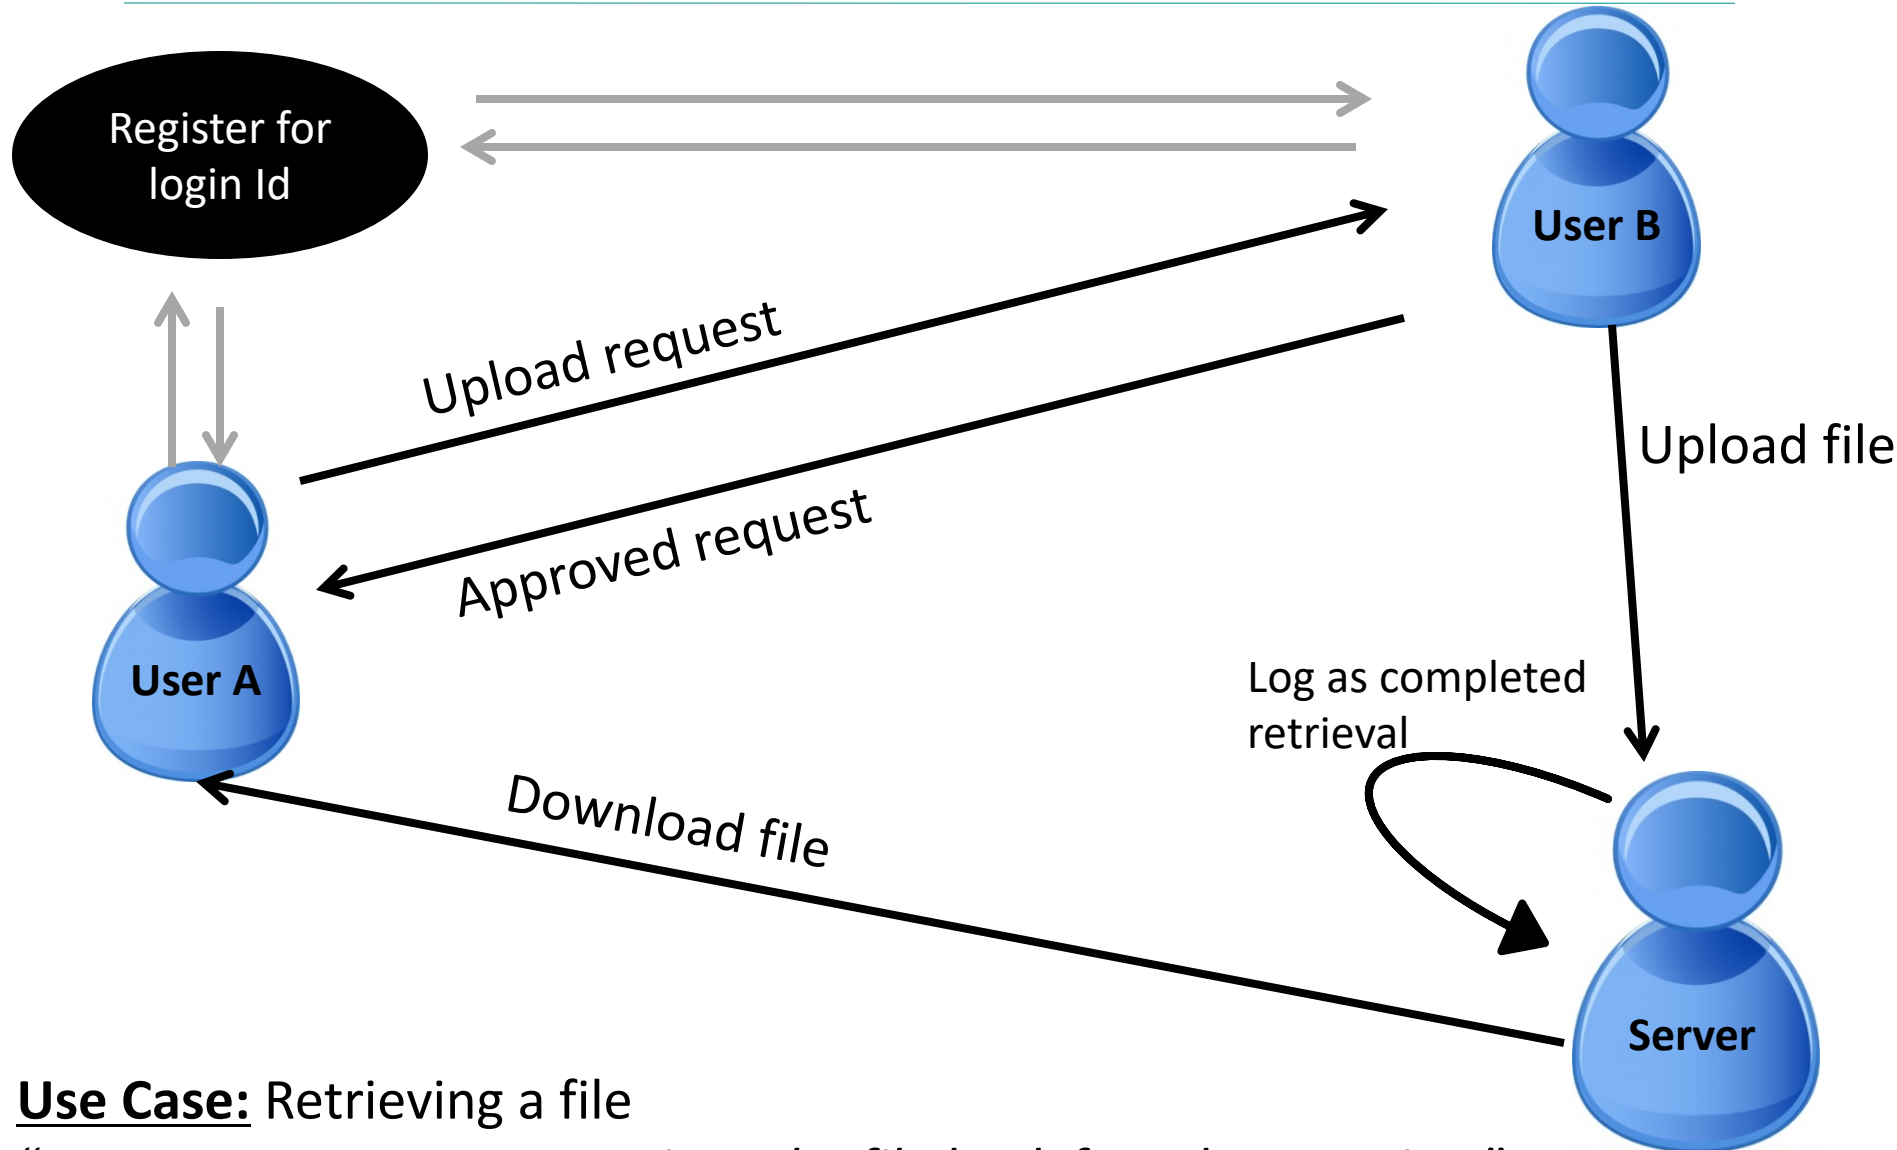 Register for
login Id
User B
Upload request
Upload file
Approved request
User A
Log as completed
retrieval
Download file
Server
Use Case: Retrieving a file